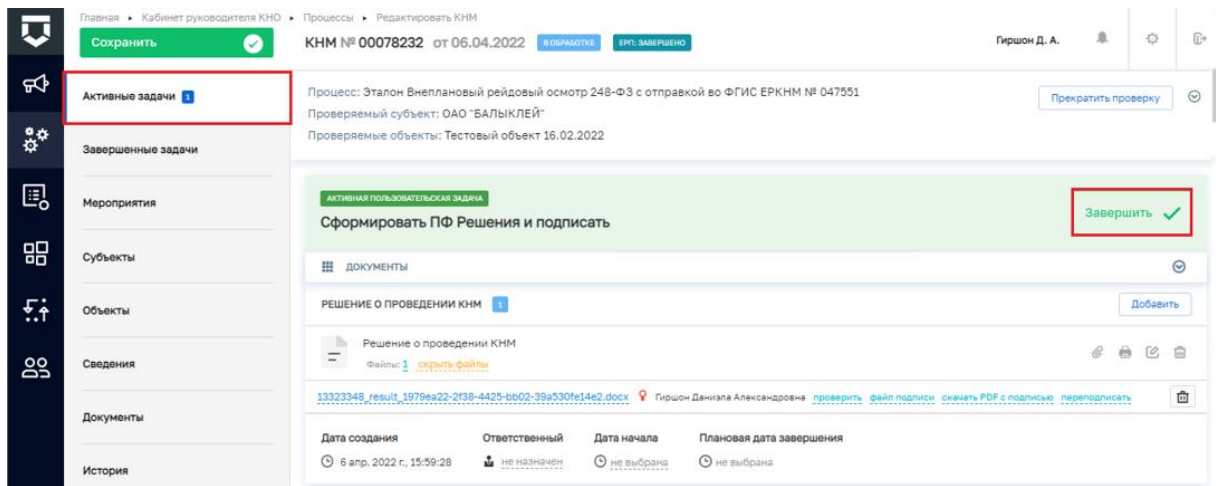 Главная ▸ Кабинет руководителя КНО ▸ Процессы ▸ Редактировать КНМ
Сохранить
КНМ № 00078232 от 06.04.2022 В ОБРАБОТКЕ ЕРП: ЗАВЕРШЕНО
Гиршон Д. А.
Активные задачи 1
Завершенные задачи
Мероприятия
Субъекты
Объекты
Сведения
Документы
История
Процесс: Эталон Внеплановый рейдовый осмотр 248-ФЗ с отправкой во ФГИС ЕРКНМ № 047551
Прекратить проверку
Проверяемый субъект: ОАО "БАЛЫКЛЕЙ"
Проверяемые объекты: Тестовый объект 16.02.2022
АКТИВНАЯ ПОЛЬЗОВАТЕЛЬСКАЯ ЗАДАЧА
Сформировать ПФ Решения и подписать
Завершить
ДОКУМЕНТЫ
РЕШЕНИЕ О ПРОВЕДЕНИИ КНМ 1
Добавить
Решение о проведении КНМ
Файлы: 1 скрыть файлы
13323348_result_1979ea22-2f38-4425-bb02-39a530fe14e2.docx Гиршон Даниэла Александровна проверить файл подписи скачать PDF с подписью переподписать
Дата создания Ответственный Дата начала Плановая дата завершения
6 апр. 2022 г., 15:59:28 не назначен не выбрана не выбрана